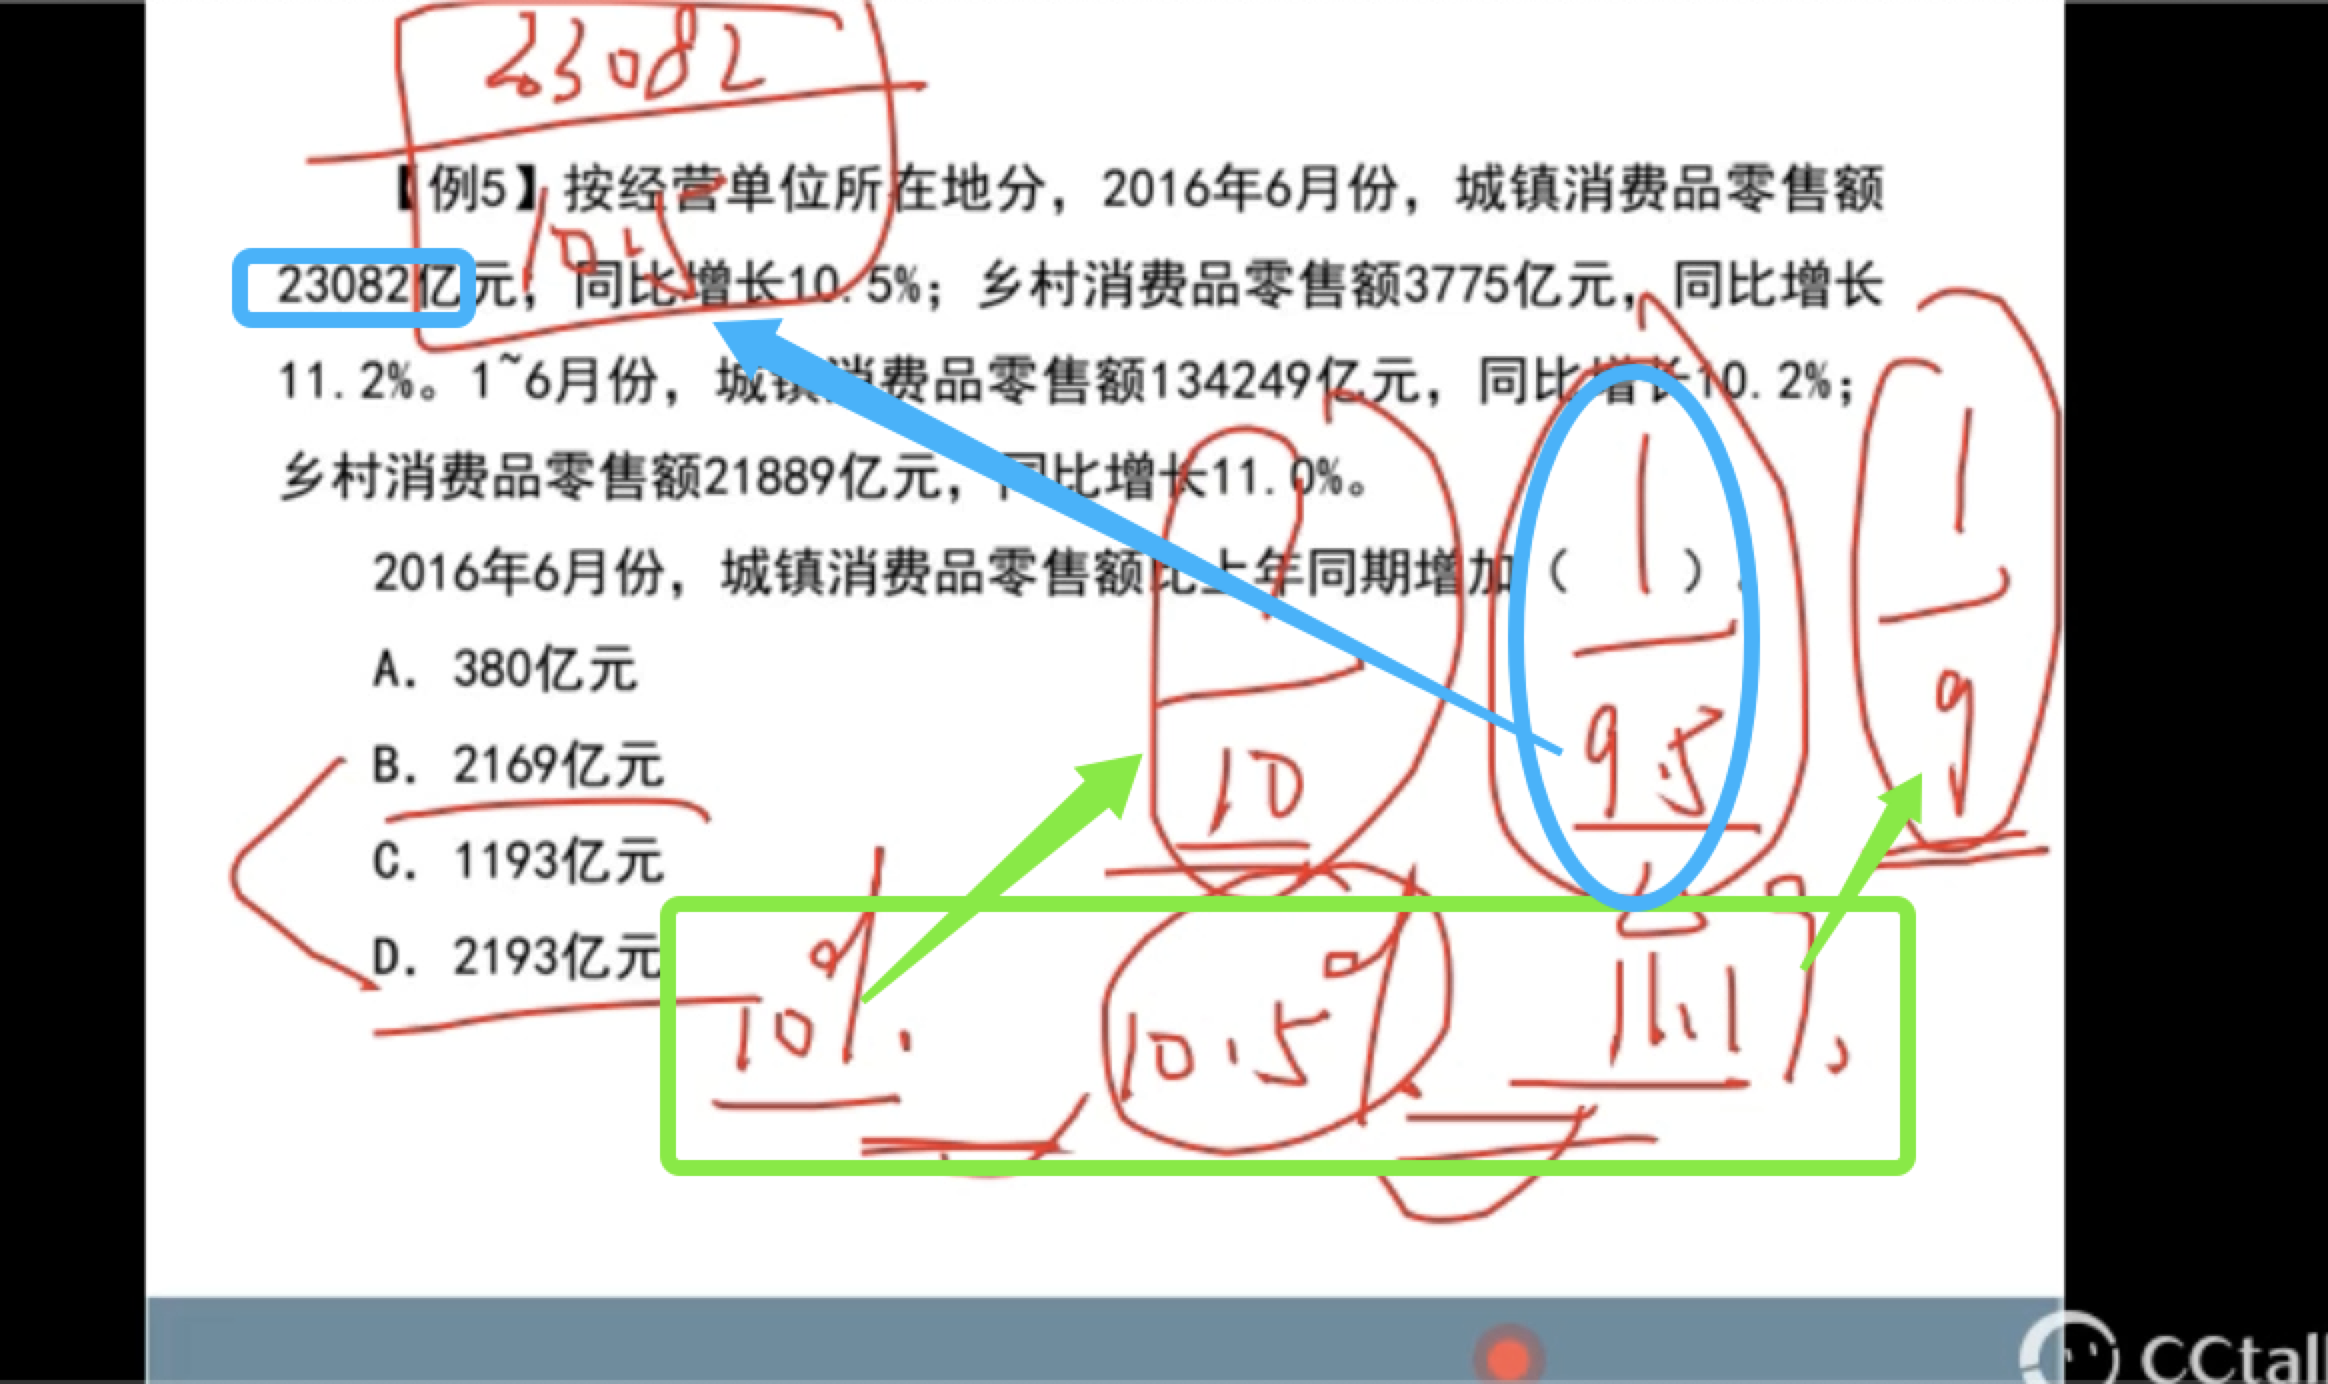 23082
【例5】按经营单位所在地分，2016年6月份，城镇消费品零售额
10.5
23082亿元，同比增长10.5%；乡村消费品零售额3775亿元，同比增长
11.2%。1~6月份，城镇消费品零售额134249亿元，同比增长10.2%；
乡村消费品零售额21889亿元，同比增长11.0%。
2016年6月份，城镇消费品零售额比上年同期增加（ ）。
1
10
1
9.5
1
9
A. 380亿元
B. 2169亿元
C. 1193亿元
D. 2193亿元
10% 10.5% 11.1%
CCtal